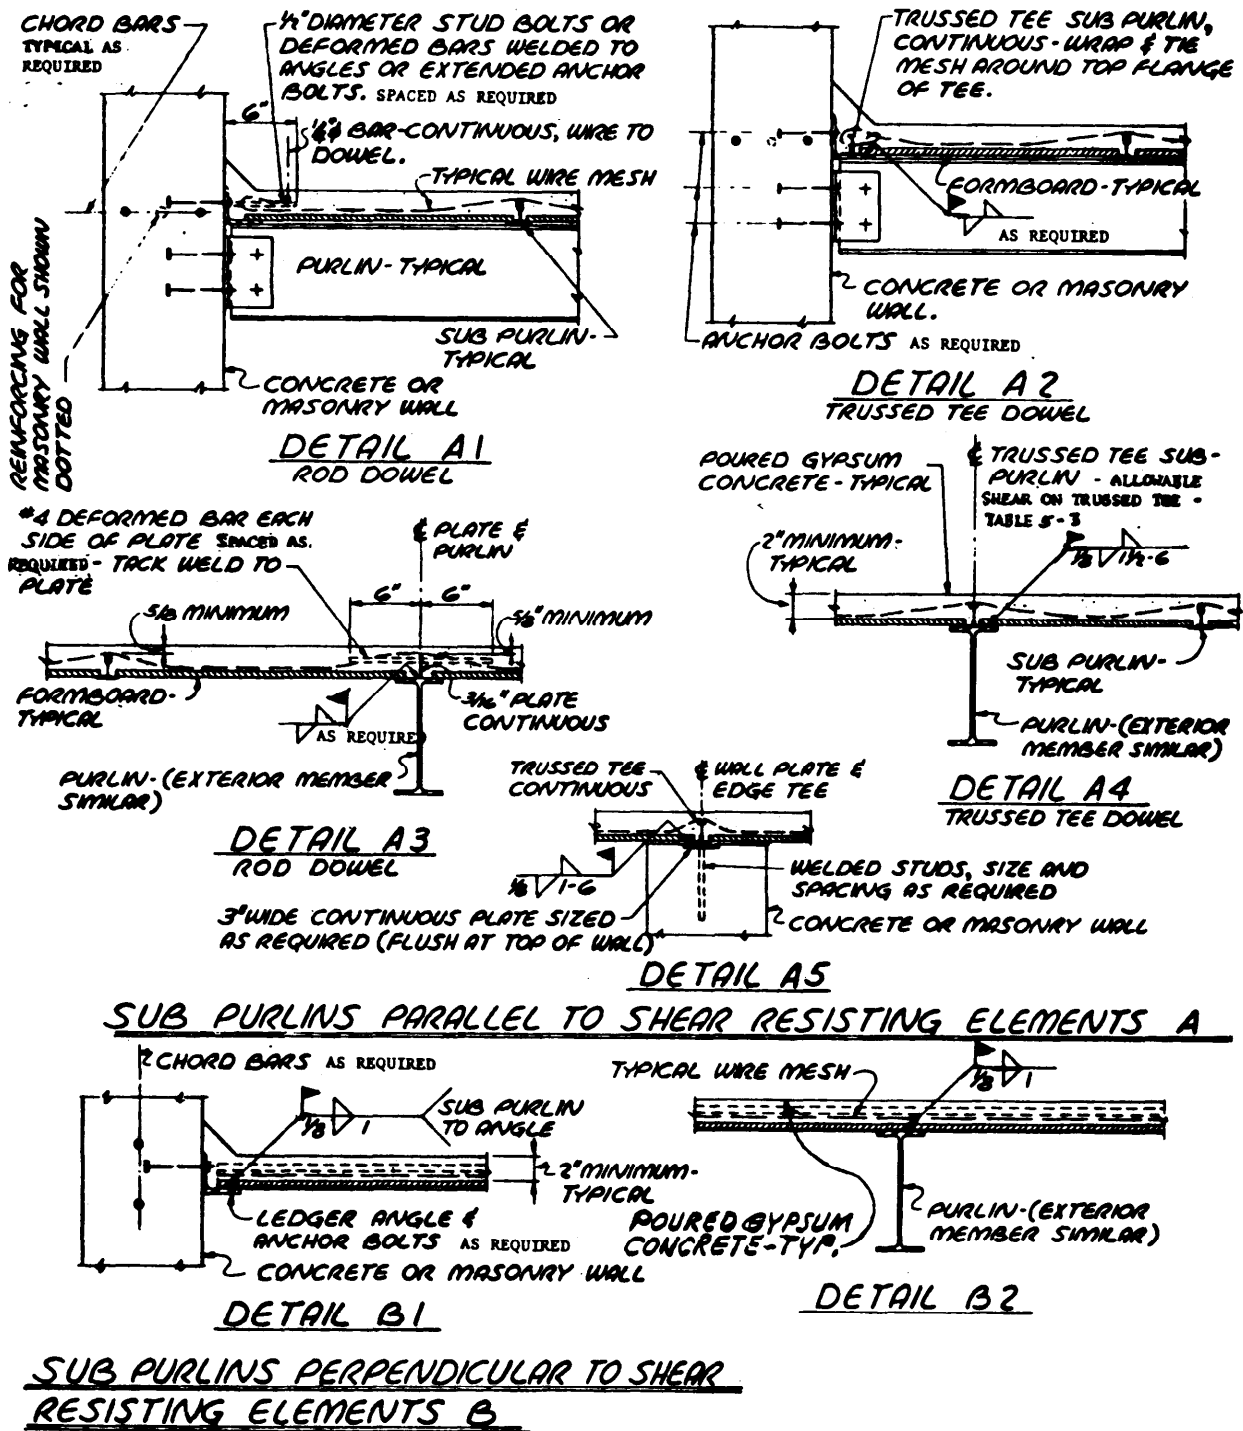 CHORD BARS
TYPICAL AS
REQUIRED
½" DIAMETER STUD BOLTS OR
DEFORMED BARS WELDED TO
ANGLES OR EXTENDED ANCHOR
BOLTS. SPACED AS REQUIRED
6"
BAR-CONTINUOUS, WIRE TO
DOWEL.
TYPICAL WIRE MESH
PURLIN-TYPICAL
SUB PURLIN-
TYPICAL
REINFORCING FOR
MASONRY WALL SHOWN
DOTTED
CONCRETE OR
MASONRY WALL
DETAIL A1
ROD DOWEL
TRUSSED TEE SUB PURLIN,
CONTINUOUS-WRAP & TIE
MESH AROUND TOP FLANGE
OF TEE.
FORMBOARD-TYPICAL
AS REQUIRED
CONCRETE OR MASONRY
WALL.
ANCHOR BOLTS AS REQUIRED
DETAIL A2
TRUSSED TEE DOWEL
#4 DEFORMED BAR EACH
SIDE OF PLATE SPACED AS
REQUIRED - TACK WELD TO
PLATE
℄ PLATE &
PURLIN
6" 6"
5/8 MINIMUM
5/8" MINIMUM
FORMBOARD-
TYPICAL
3/16" PLATE
CONTINUOUS
AS REQUIRED
PURLIN-(EXTERIOR MEMBER
SIMILAR)
DETAIL A3
ROD DOWEL
POURED GYPSUM
CONCRETE-TYPICAL
℄ TRUSSED TEE SUB-
PURLIN - ALLOWABLE
SHEAR ON TRUSSED TEE -
TABLE 5-3
2" MINIMUM-
TYPICAL
1/8 1½-6
SUB PURLIN-
TYPICAL
PURLIN-(EXTERIOR
MEMBER SIMILAR)
DETAIL A4
TRUSSED TEE DOWEL
TRUSSED TEE
CONTINUOUS
℄ WALL PLATE &
EDGE TEE
1/8 1-6
WELDED STUDS, SIZE AND
SPACING AS REQUIRED
3" WIDE CONTINUOUS PLATE SIZED
AS REQUIRED (FLUSH AT TOP OF WALL)
CONCRETE OR MASONRY WALL
DETAIL A5
SUB PURLINS PARALLEL TO SHEAR RESISTING ELEMENTS A
CHORD BARS AS REQUIRED
1/8 1
SUB PURLIN
TO ANGLE
2" MINIMUM-
TYPICAL
LEDGER ANGLE &
ANCHOR BOLTS AS REQUIRED
CONCRETE OR MASONRY WALL
DETAIL B1
TYPICAL WIRE MESH
1/8 1
POURED GYPSUM
CONCRETE-TYP.
PURLIN-(EXTERIOR
MEMBER SIMILAR)
DETAIL B2
SUB PURLINS PERPENDICULAR TO SHEAR
RESISTING ELEMENTS B